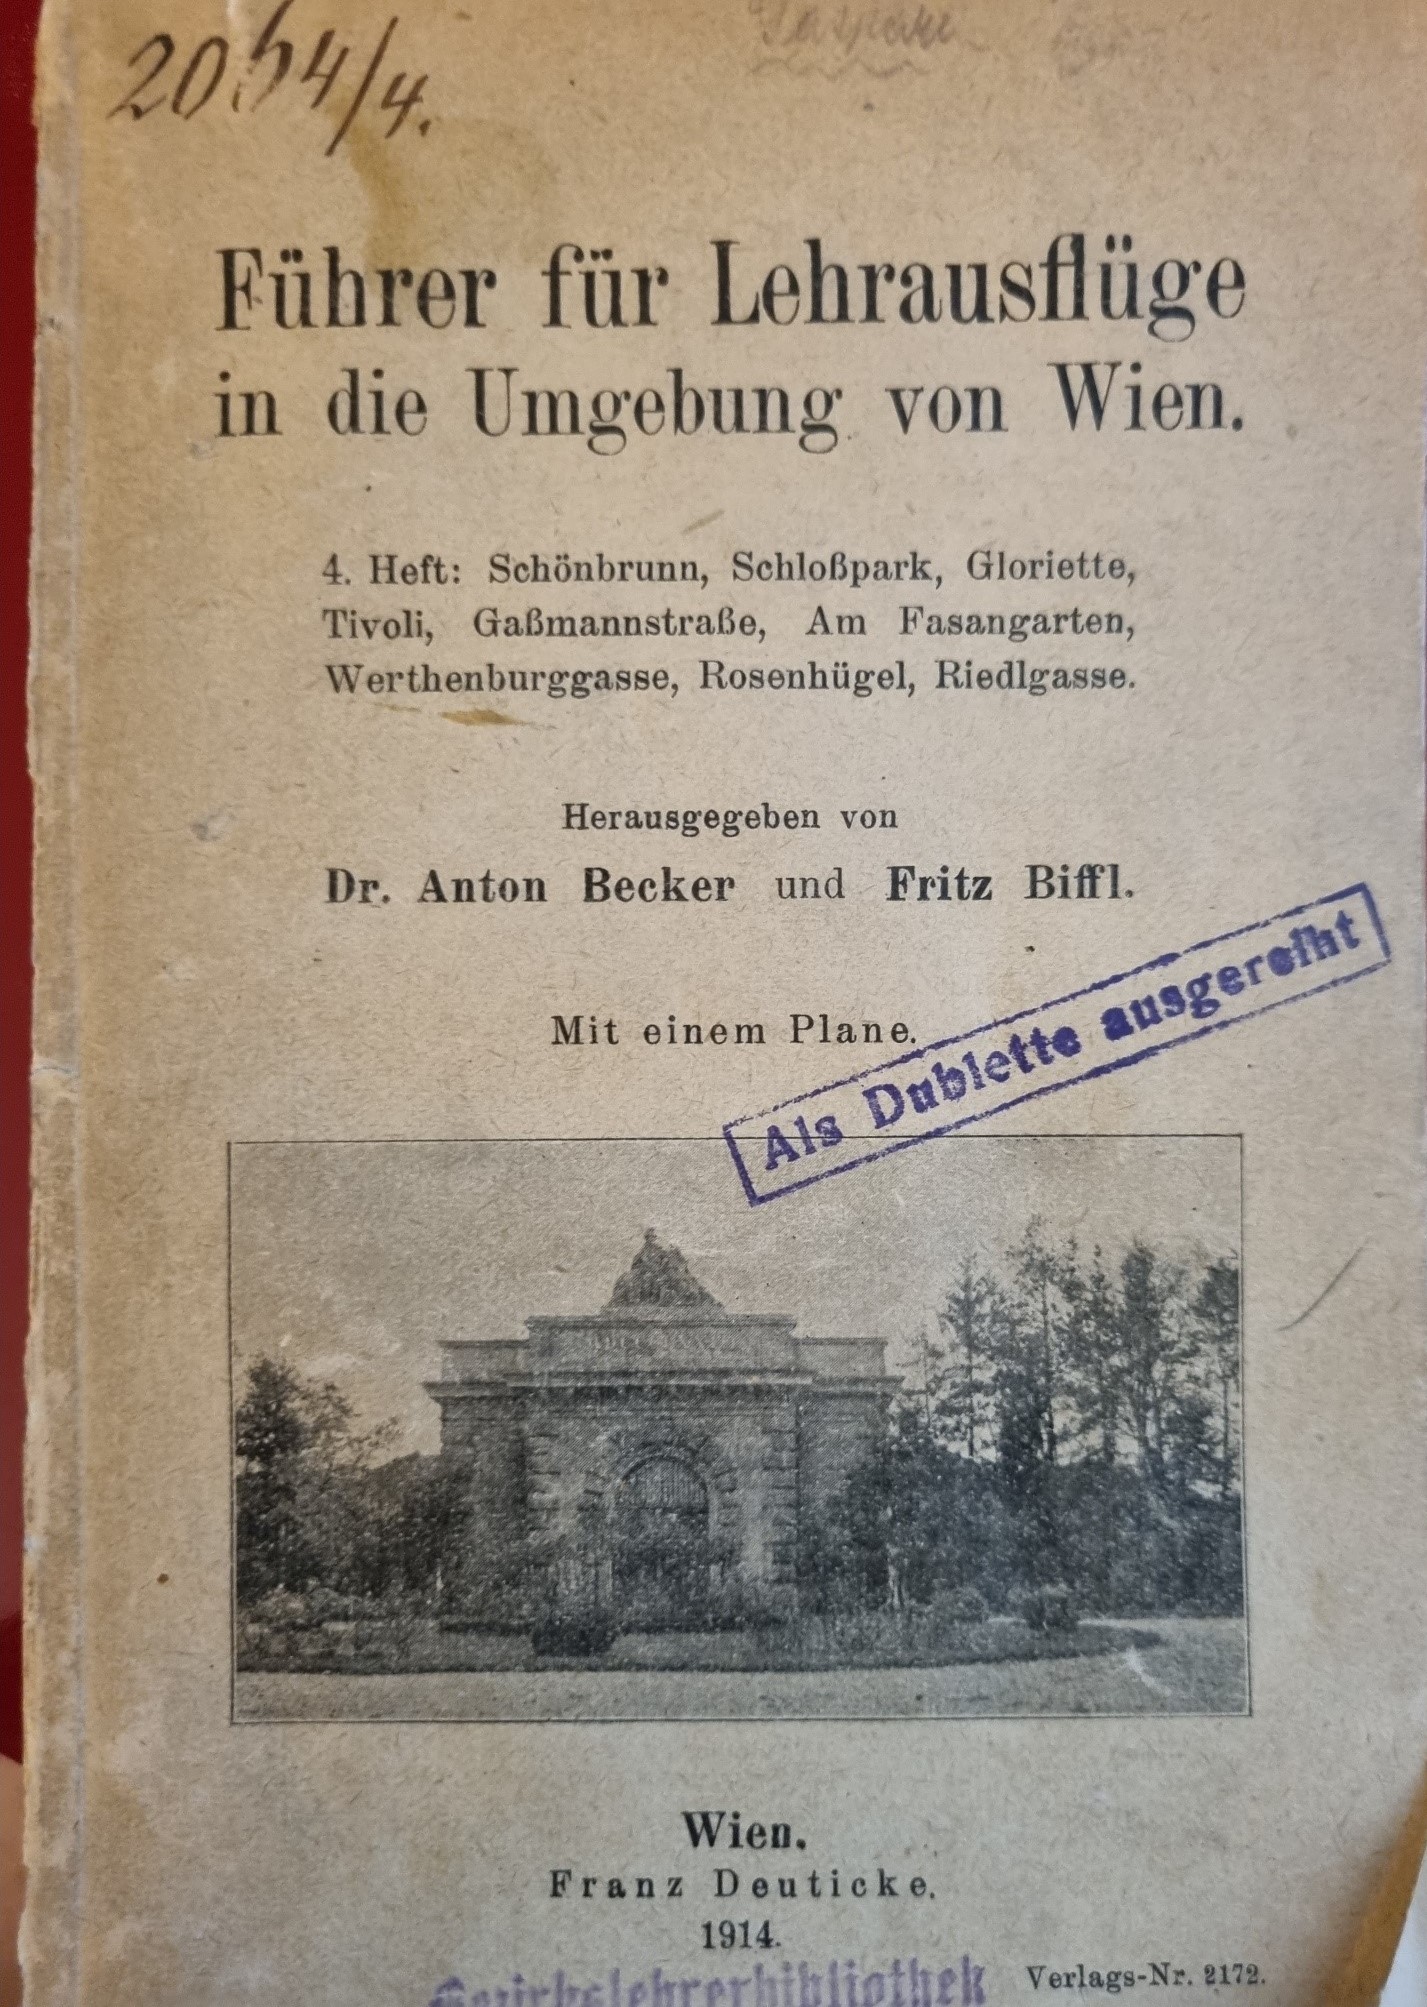 2064/4.
Führer für Lehrausflüge
in die Umgebung von Wien.
4. Heft: Schönbrunn, Schloßpark, Gloriette,
Tivoli, Gaßmannstraße, Am Fasangarten,
Werthenburggasse, Rosenhügel, Riedlgasse.
Herausgegeben von
Dr. Anton Becker und Fritz Biffl.
Mit einem Plane.
Als Dublette ausgereiht
Wien.
Franz Deuticke.
1914.
Verlags-Nr. 2172.
Bezirkslehrerbibliothek